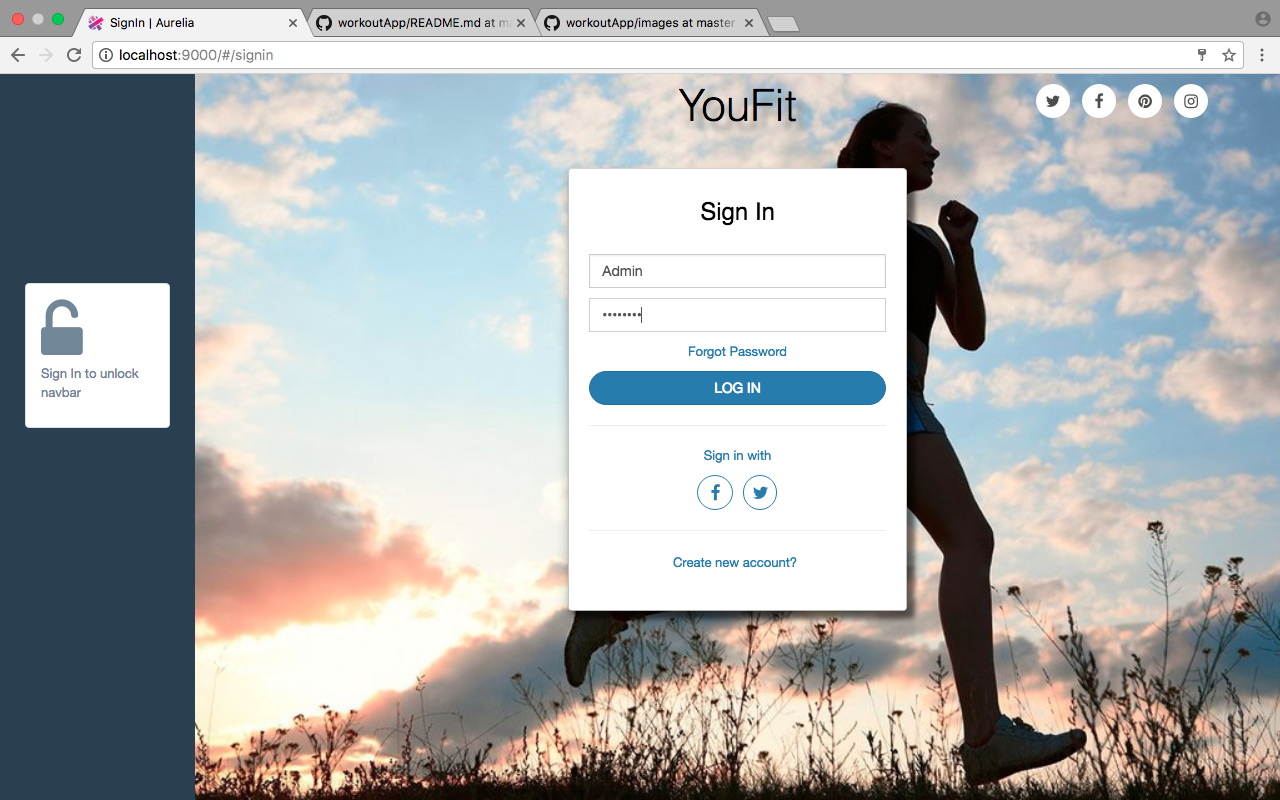 SignIn | Aurelia
workoutApp/README.md at m
workoutApp/images at master
localhost:9000/#/signin
YouFit
Sign In
Admin
••••••••
Forgot Password
LOG IN
Sign in with
Create new account?
Sign In to unlock
navbar